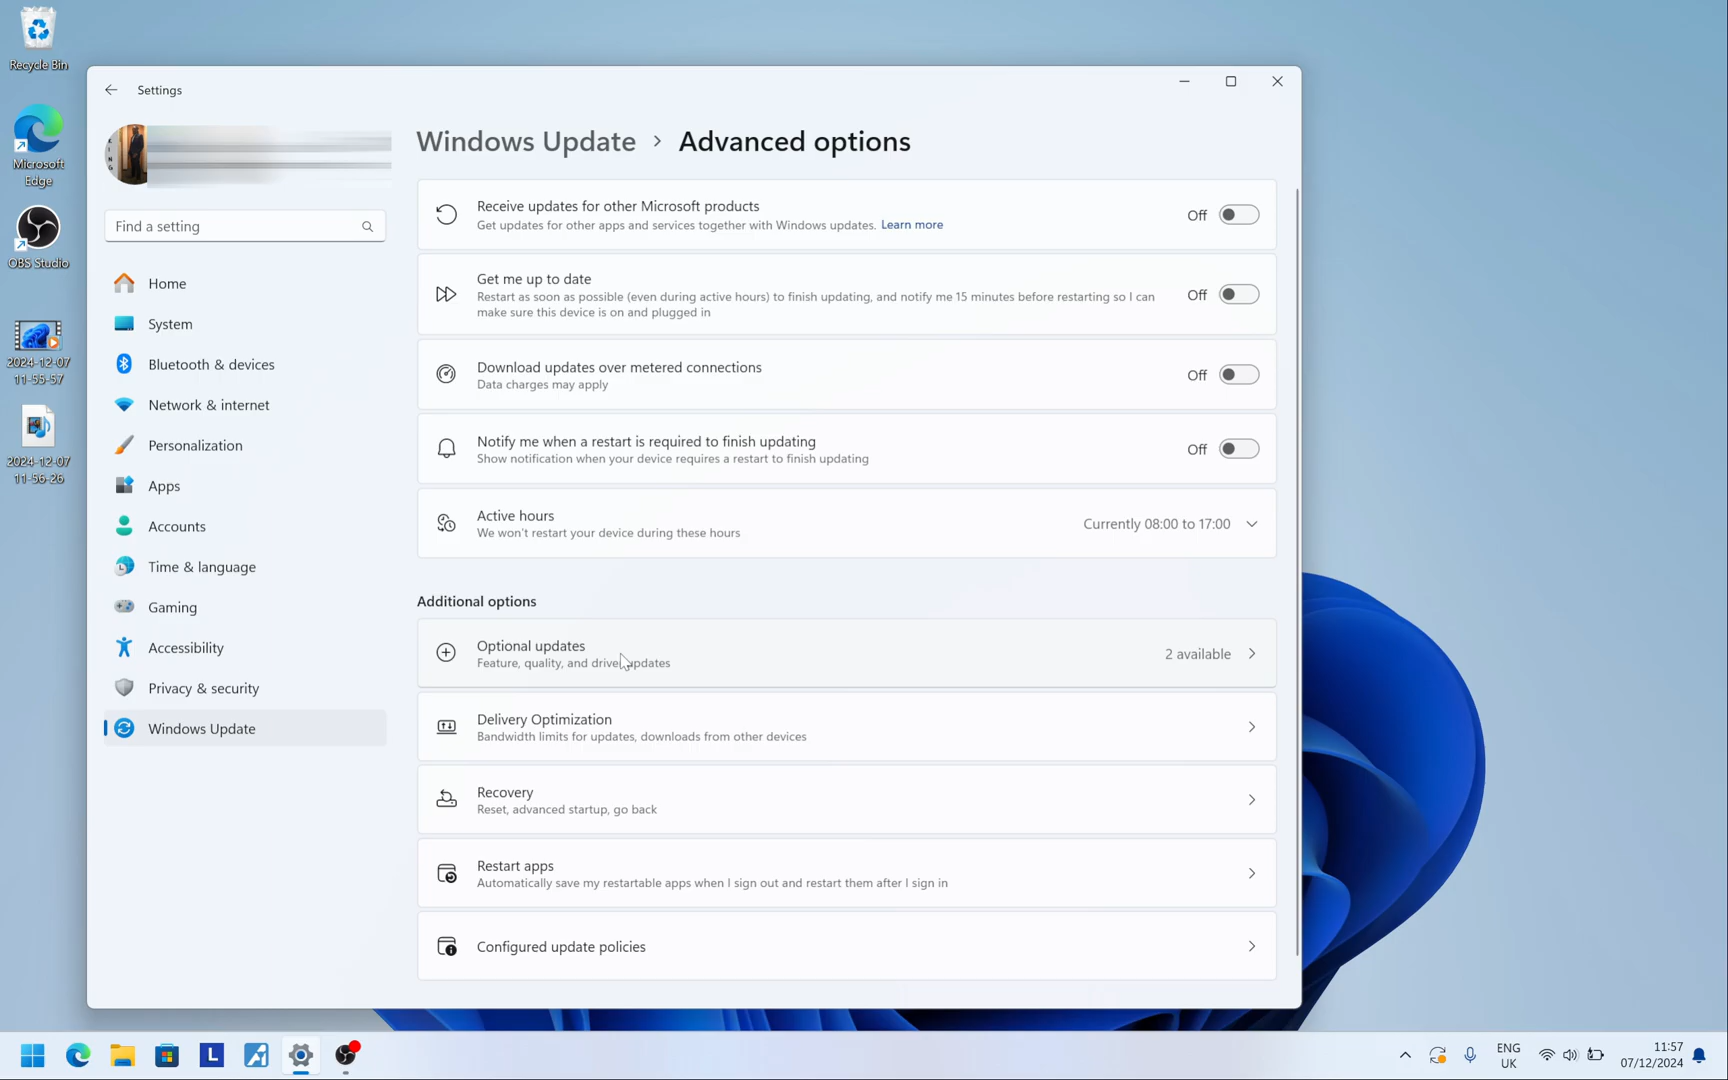 Recycle Bin
Microsoft
Edge
OBS Studio
2024-12-07
11-55-57
2024-12-07
11-56-26
Settings
Find a setting
Home
System
Bluetooth & devices
Network & internet
Personalization
Apps
Accounts
Time & language
Gaming
Accessibility
Privacy & security
Windows Update
Windows Update > Advanced options
Receive updates for other Microsoft products
Get updates for other apps and services together with Windows updates. Learn more
Off
Get me up to date
Restart as soon as possible (even during active hours) to finish updating, and notify me 15 minutes before restarting so I can
make sure this device is on and plugged in
Off
Download updates over metered connections
Data charges may apply
Off
Notify me when a restart is required to finish updating
Show notification when your device requires a restart to finish updating
Off
Active hours
We won't restart your device during these hours
Currently 08:00 to 17:00
Additional options
Optional updates
Feature, quality, and driver updates
2 available
Delivery Optimization
Bandwidth limits for updates, downloads from other devices
Recovery
Reset, advanced startup, go back
Restart apps
Automatically save my restartable apps when I sign out and restart them after I sign in
Configured update policies
L
ENG
UK
11:57
07/12/2024